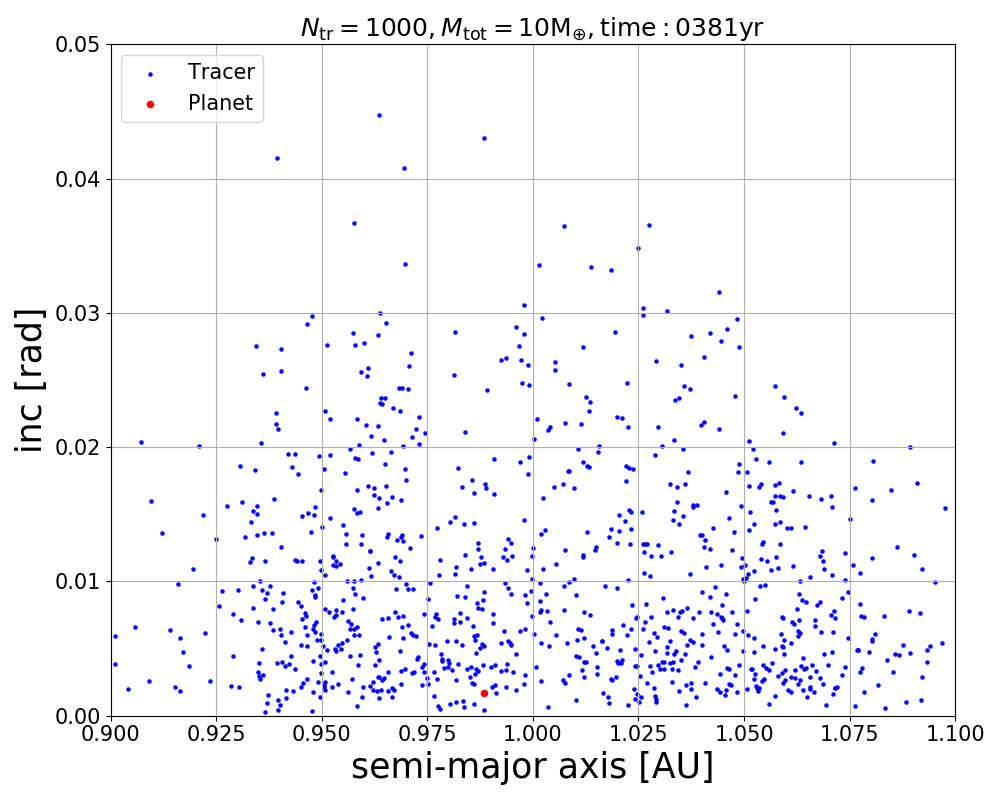 N_tr = 1000, M_tot = 10M_⊕, time : 0381yr
Tracer
Planet
inc [rad]
0.05
0.04
0.03
0.02
0.01
0.00
0.900 0.925 0.950 0.975 1.000 1.025 1.050 1.075 1.100
semi-major axis [AU]